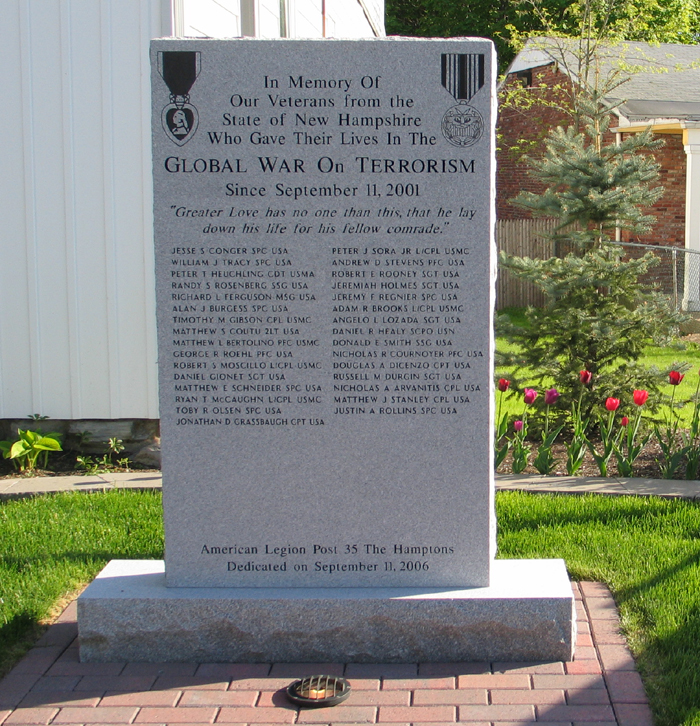 In Memory Of
Our Veterans from the
State of New Hampshire
Who Gave Their Lives In The
GLOBAL WAR ON TERRORISM
Since September 11, 2001
"Greater Love has no one than this, that he lay
down his life for his fellow comrade."
JESSE S CONGER SPC USA
WILLIAM J TRACY SPC USA
PETER T HEUCHLING CDT USMA
RANDY S ROSENBERG SSG USA
RICHARD L FERGUSON MSG USA
ALAN J BURGESS SPC USA
TIMOTHY M GIBSON CPL USMC
MATTHEW S COUTU 2LT USA
MATTHEW L BERTOLINO PFC USMC
GEORGE R ROEHL PFC USA
ROBERT S MOSCILLO L/CPL USMC
DANIEL GIONET SGT USA
MATTHEW E SCHNEIDER SPC USA
RYAN T McCAUGHN L/CPL USMC
TOBY R OLSEN SPC USA
JONATHAN D GRASSBAUGH CPT USA
PETER J SORA JR L/CPL USMC
ANDREW D STEVENS PFC USA
ROBERT E ROONEY SGT USA
JEREMIAH HOLMES SGT USA
JEREMY F REGNIER SPC USA
ADAM R BROOKS L/CPL USMC
ANGELO L LOZADA SGT USA
DANIEL R HEALY SCPO USN
DONALD E SMITH SSG USA
NICHOLAS R COURNOYER PFC USA
DOUGLAS A DICENZO CPT USA
RUSSELL M DURGIN SGT USA
NICHOLAS A ARVANITIS CPL USA
MATTHEW J STANLEY CPL USA
JUSTIN A ROLLINS SPC USA
American Legion Post 35 The Hamptons
Dedicated on September 11, 2006